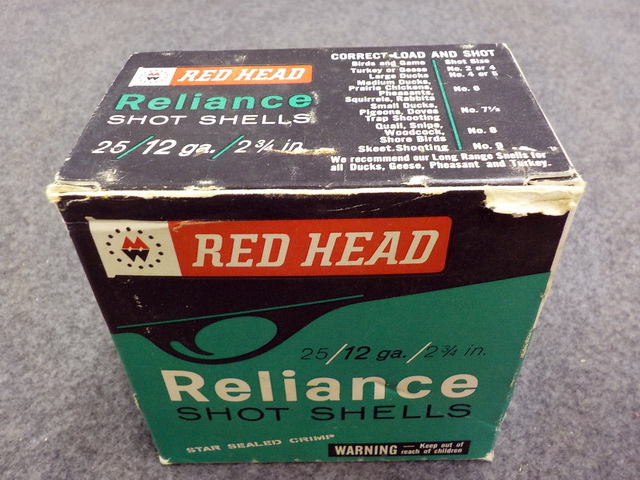 RED HEAD
Reliance
SHOT SHELLS
25/12 ga./2 3/4 in.
CORRECT LOAD AND SHOT
Birds and Game Shot Size
Turkey or Geese No. 2 or 4
Large Ducks No. 4 or 5
Medium Ducks,
Prairie Chickens, No. 6
Pheasants,
Squirrels, Rabbits
Small Ducks,
Pigeons, Doves No. 7½
Trap Shooting
Quail, Snipe,
Woodcock, No. 8
Shore Birds
Skeet Shooting No. 9
We recommend our Long Range Shells for
all Ducks, Geese, Pheasant and Turkey.
RED HEAD
25/12 ga./2 3/4 in.
Reliance
SHOT SHELLS
STAR SEALED CRIMP
WARNING — Keep out of
reach of children